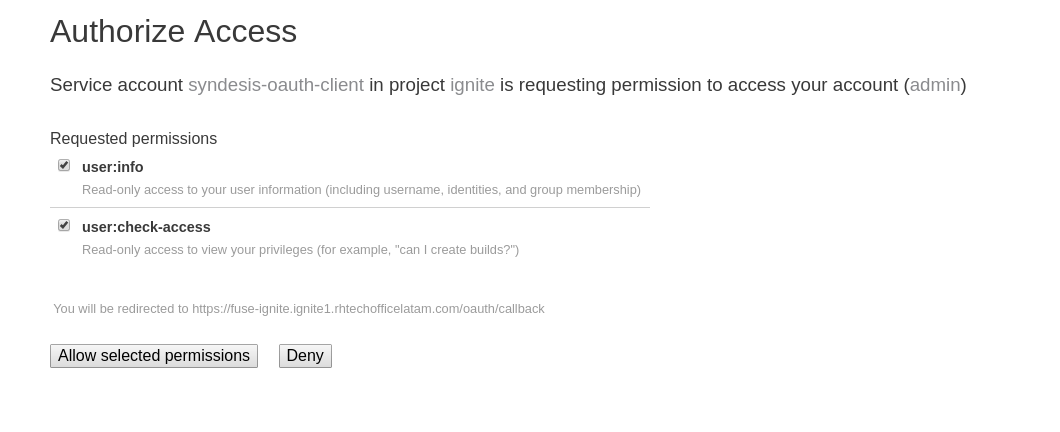 Authorize Access
Service account syndesis-oauth-client in project ignite is requesting permission to access your account (admin)
Requested permissions
user:info
Read-only access to your user information (including username, identities, and group membership)
user:check-access
Read-only access to view your privileges (for example, "can I create builds?")
You will be redirected to https://fuse-ignite.ignite1.rhtechofficelatam.com/oauth/callback
Allow selected permissions Deny